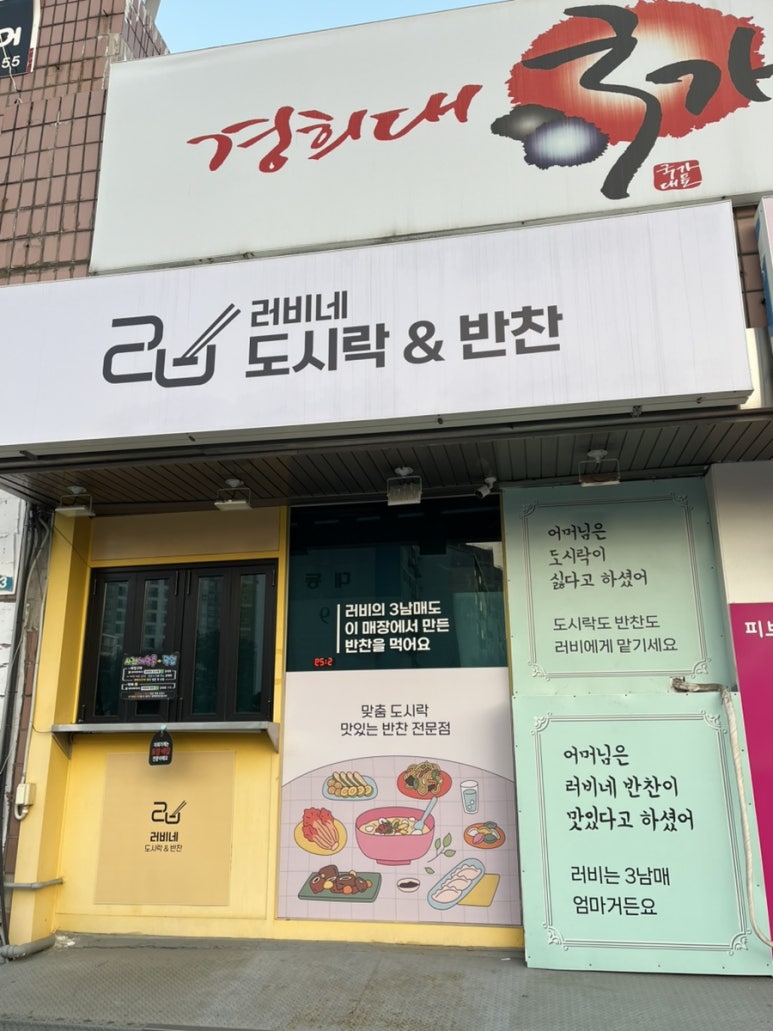 55
경희대 국가
국가
대표
러비네
도시락 & 반찬
3
러비의 3남매도
이 매장에서 만든
반찬을 먹어요
맞춤 도시락
맛있는 반찬 전문점
러비네
도시락 & 반찬
어머님은
도시락이
싫다고 하셨어
도시락도 반찬도
러비에게 맡기세요
어머님은
러비네 반찬이
맛있다고 하셨어
러비는 3남매
엄마거든요
피부